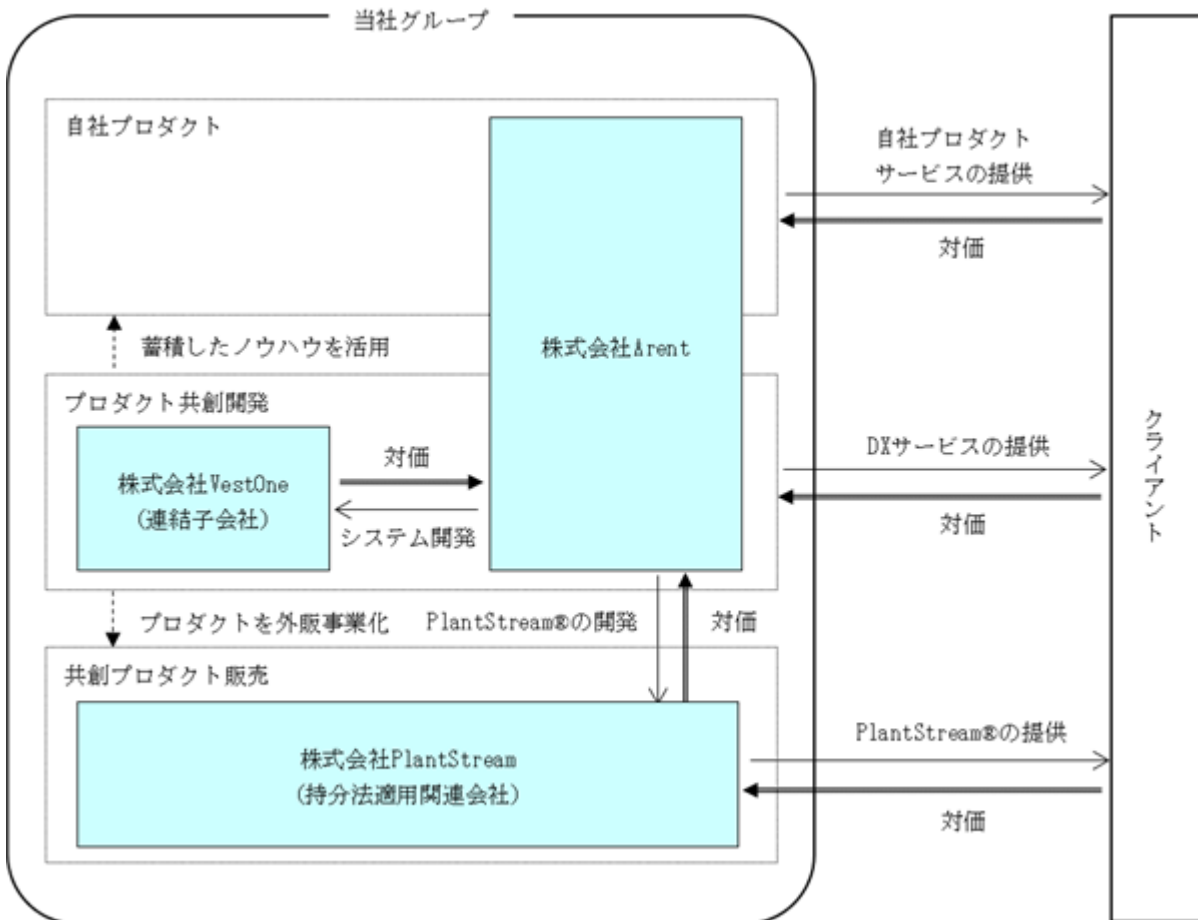 当社グループ
自社プロダクト
株式会社Arent
自社プロダクト
サービスの提供
対価
蓄積したノウハウを活用
プロダクト共創開発
株式会社VestOne
(連結子会社)
対価
システム開発
DXサービスの提供
対価
クライアント
プロダクトを外販事業化
PlantStream®の開発
対価
共創プロダクト販売
株式会社PlantStream
(持分法適用関連会社)
PlantStream®の提供
対価